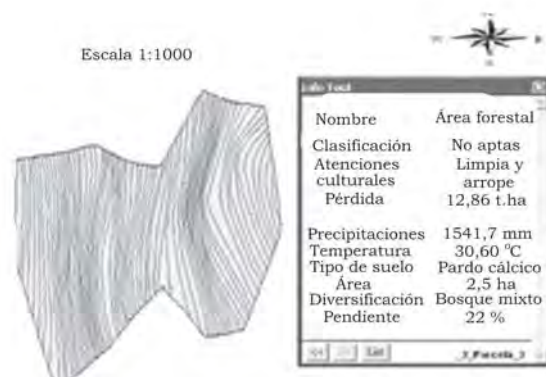 Escala 1:1000
Info Tool
Nombre Área forestal
Clasificación No aptas
Atenciones Limpia y
culturales arrope
Pérdida 12,86 t.ha
Precipitaciones 1541,7 mm
Temperatura 30,60 °C
Tipo de suelo Pardo cálcico
Área 2,5 ha
Diversificación Bosque mixto
Pendiente 22 %
<< >> List _3_Parcela_3